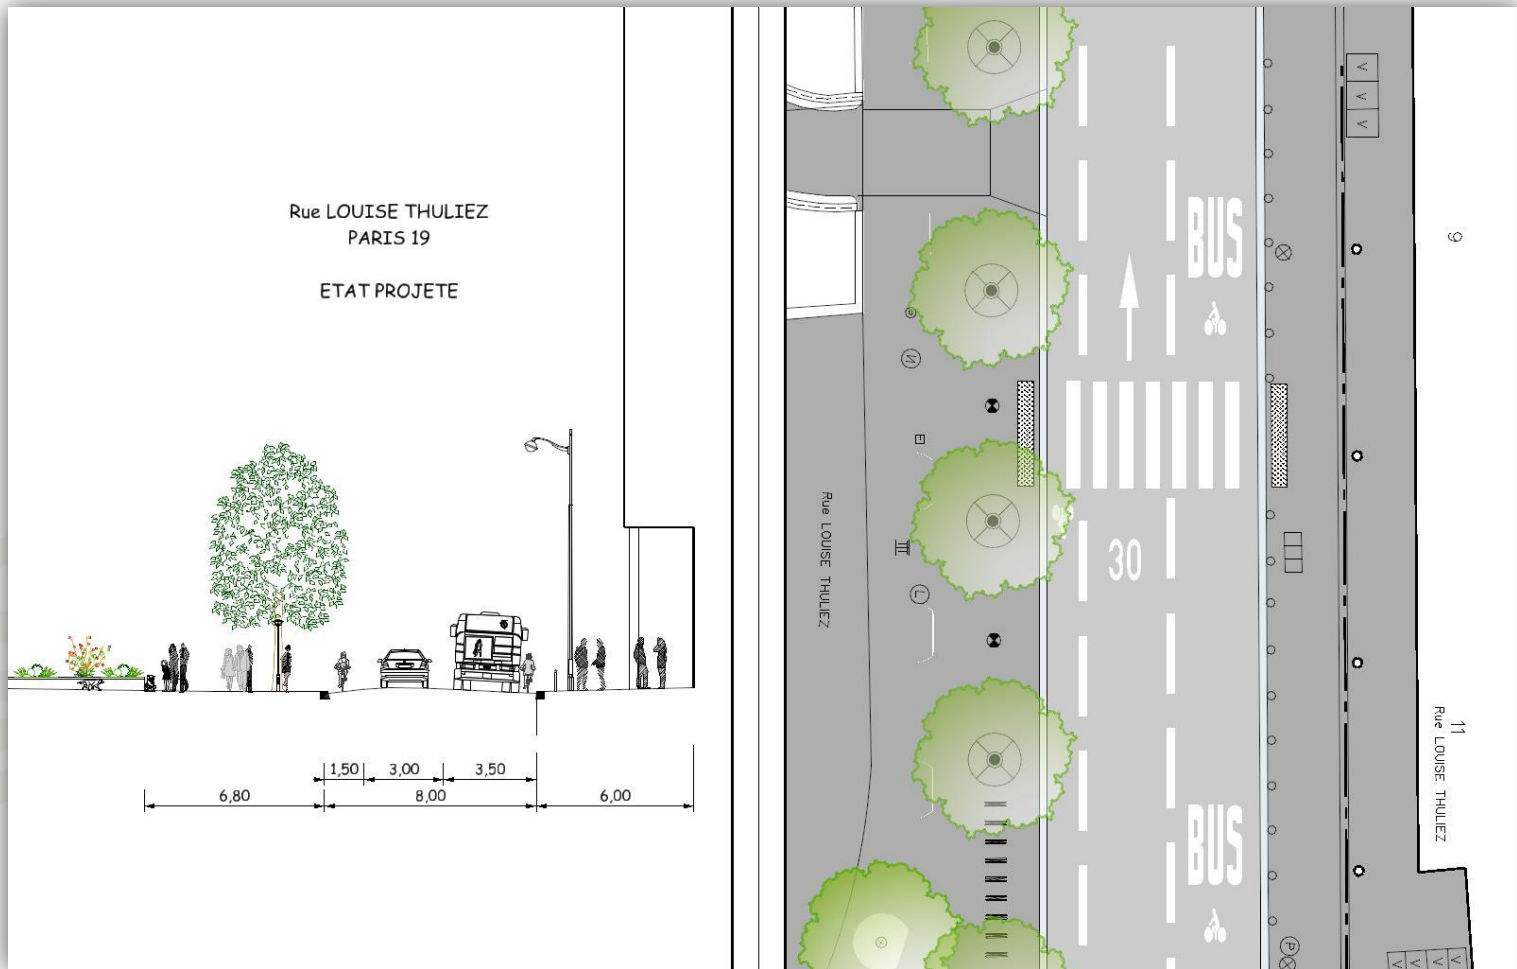 Rue LOUISE THULIEZ
PARIS 19
ETAT PROJETE
1,50
3,00
3,50
6,80
8,00
6,00
Rue LOUISE THULIEZ
BUS
30
BUS
V
V
V
9
11
Rue LOUISE THULIEZ
L
E
P
V
V
V
V